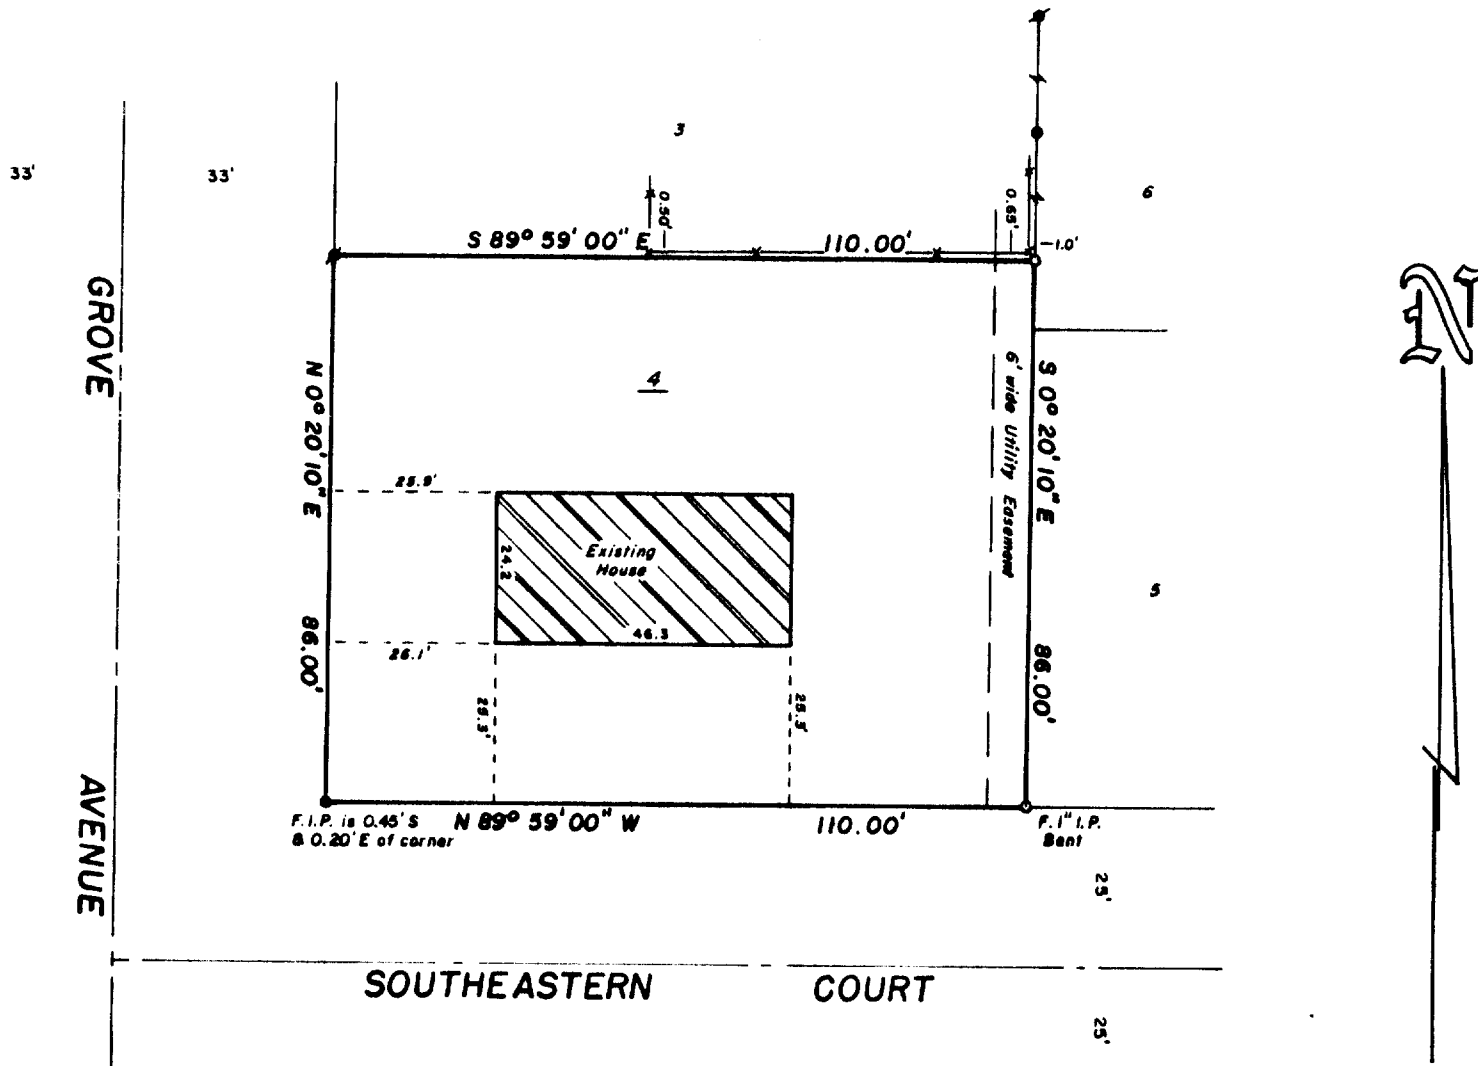 3
33'
33'
6
0.50'
0.65'
S 89° 59' 00" E
110.00'
1.0'
N
GROVE
AVENUE
4
N 0° 20' 10" E
86.00'
6' wide Utility Easement
S 0° 20' 10" E
86.00'
25.9'
Existing
House
24.2
46.3
5
26.1'
25.3'
25.3'
F.I.P. is 0.45' S
& 0.20' E of corner
N 89° 59' 00" W
110.00'
F. 1" I.P.
Bent
25'
SOUTHEASTERN COURT
25'